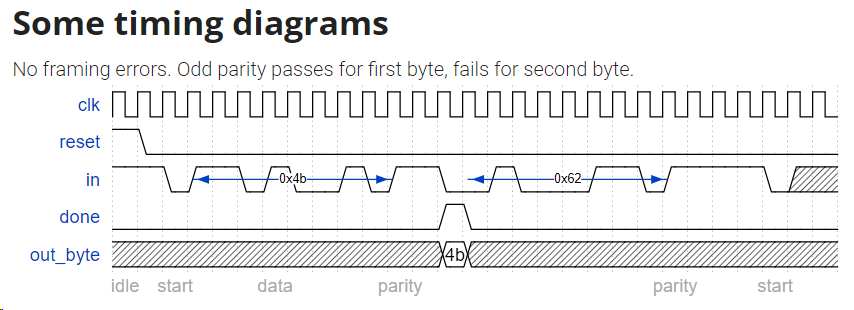 Some timing diagrams
No framing errors. Odd parity passes for first byte, fails for second byte.
clk
reset
in 0x4b 0x62
done
out_byte 4b
idle start data parity parity start